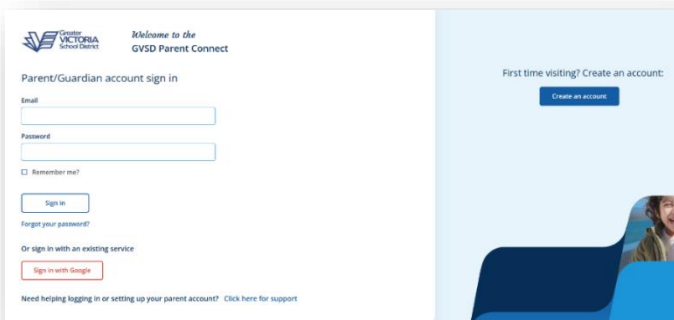 Greater
VICTORIA
School District
Welcome to the
GVSD Parent Connect
Parent/Guardian account sign in
Email
Password
Remember me?
Sign in
Forgot your password?
Or sign in with an existing service
Sign in with Google
Need helping logging in or setting up your parent account? Click here for support
First time visiting? Create an account:
Create an account